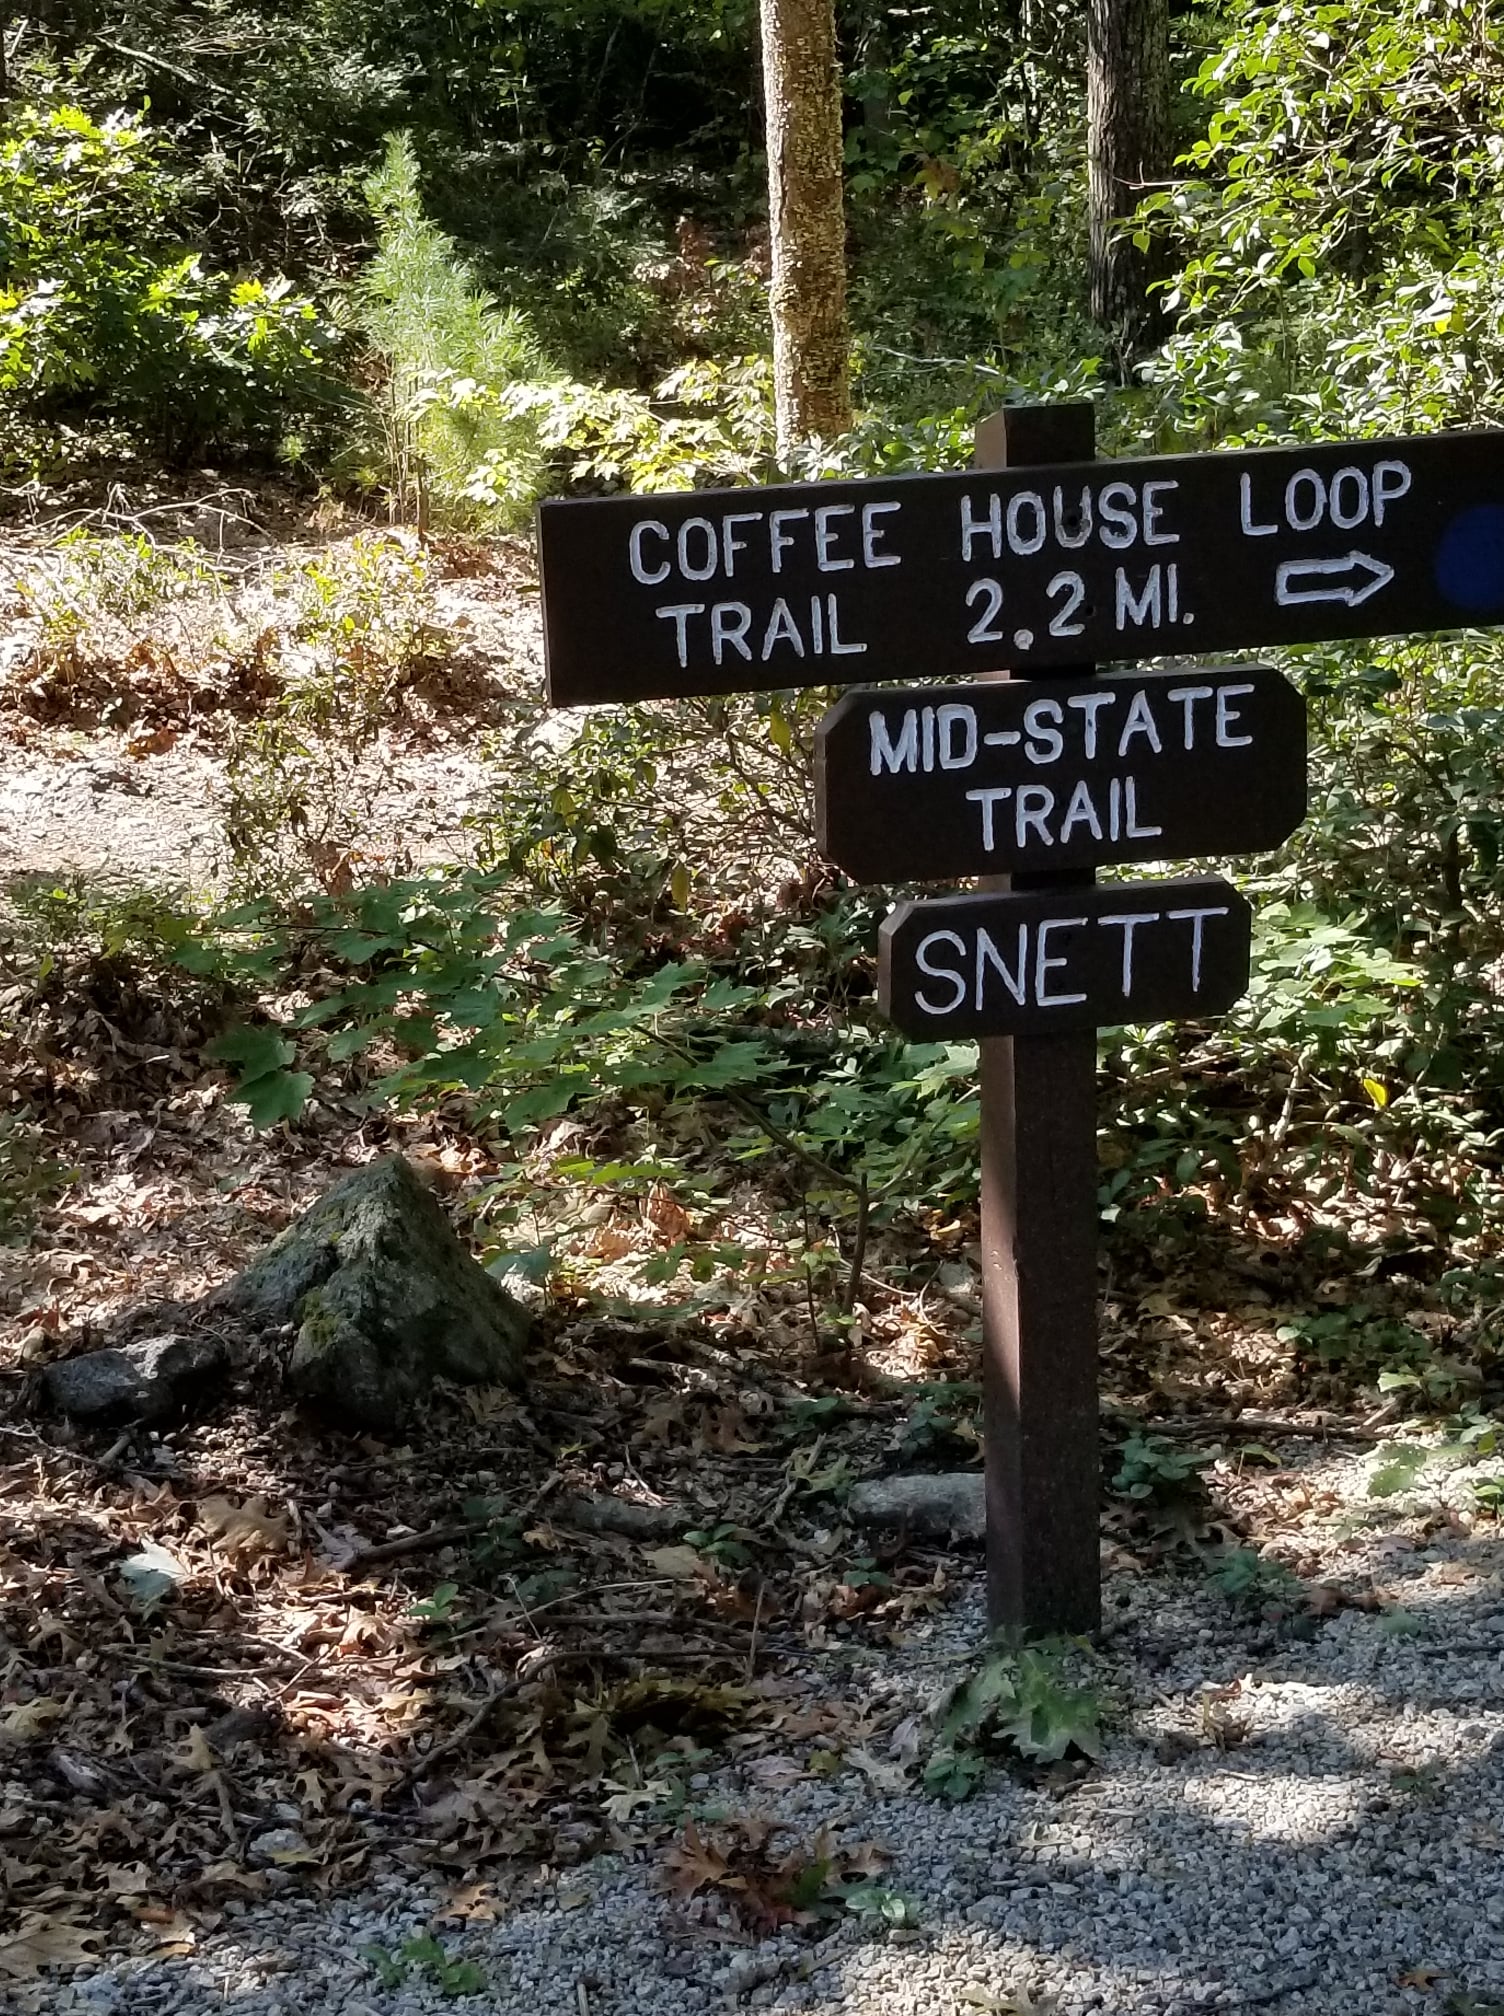 COFFEE HOUSE LOOP
TRAIL 2.2 MI.
MID-STATE
TRAIL
SNETT